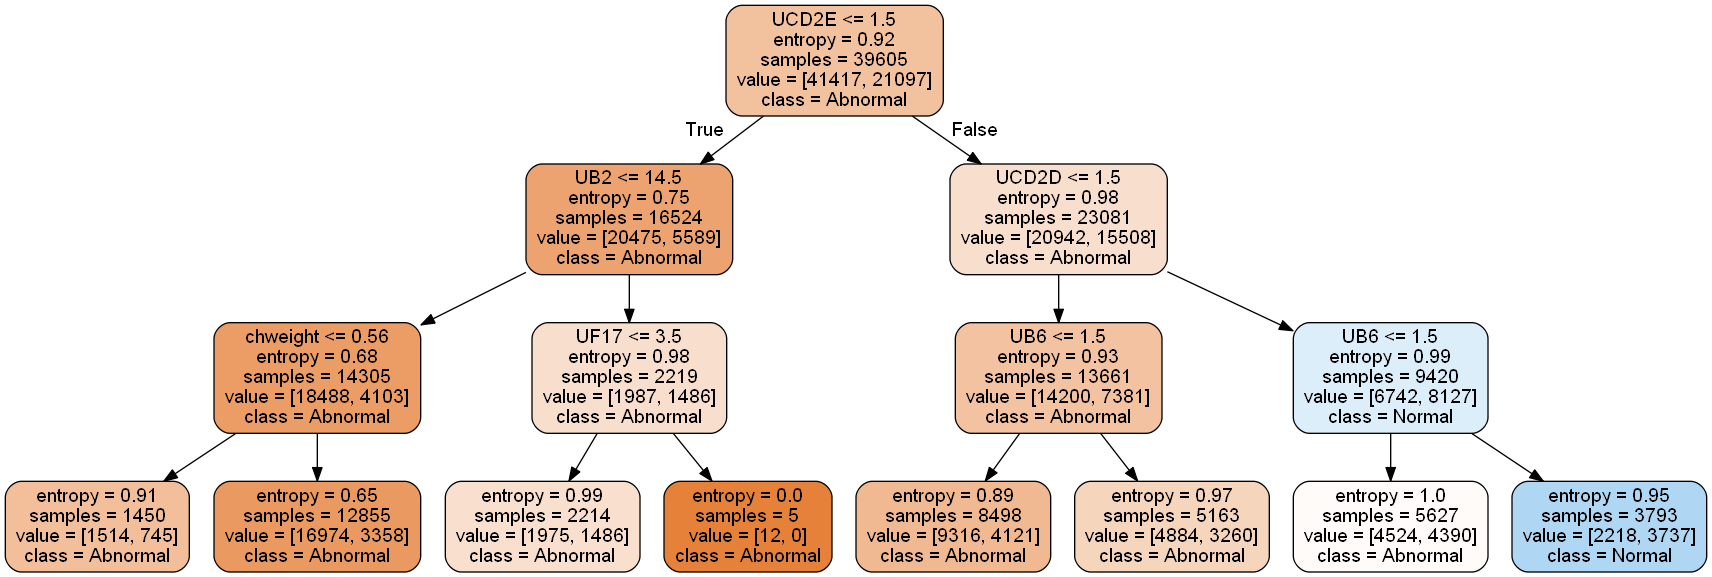 UCD2E <= 1.5
entropy = 0.92
samples = 39605
value = [41417, 21097]
class = Abnormal
True
False
UB2 <= 14.5
entropy = 0.75
samples = 16524
value = [20475, 5589]
class = Abnormal
UCD2D <= 1.5
entropy = 0.98
samples = 23081
value = [20942, 15508]
class = Abnormal
chweight <= 0.56
entropy = 0.68
samples = 14305
value = [18488, 4103]
class = Abnormal
UF17 <= 3.5
entropy = 0.98
samples = 2219
value = [1987, 1486]
class = Abnormal
UB6 <= 1.5
entropy = 0.93
samples = 13661
value = [14200, 7381]
class = Abnormal
UB6 <= 1.5
entropy = 0.99
samples = 9420
value = [6742, 8127]
class = Normal
entropy = 0.91
samples = 1450
value = [1514, 745]
class = Abnormal
entropy = 0.65
samples = 12855
value = [16974, 3358]
class = Abnormal
entropy = 0.99
samples = 2214
value = [1975, 1486]
class = Abnormal
entropy = 0.0
samples = 5
value = [12, 0]
class = Abnormal
entropy = 0.89
samples = 8498
value = [9316, 4121]
class = Abnormal
entropy = 0.97
samples = 5163
value = [4884, 3260]
class = Abnormal
entropy = 1.0
samples = 5627
value = [4524, 4390]
class = Abnormal
entropy = 0.95
samples = 3793
value = [2218, 3737]
class = Normal